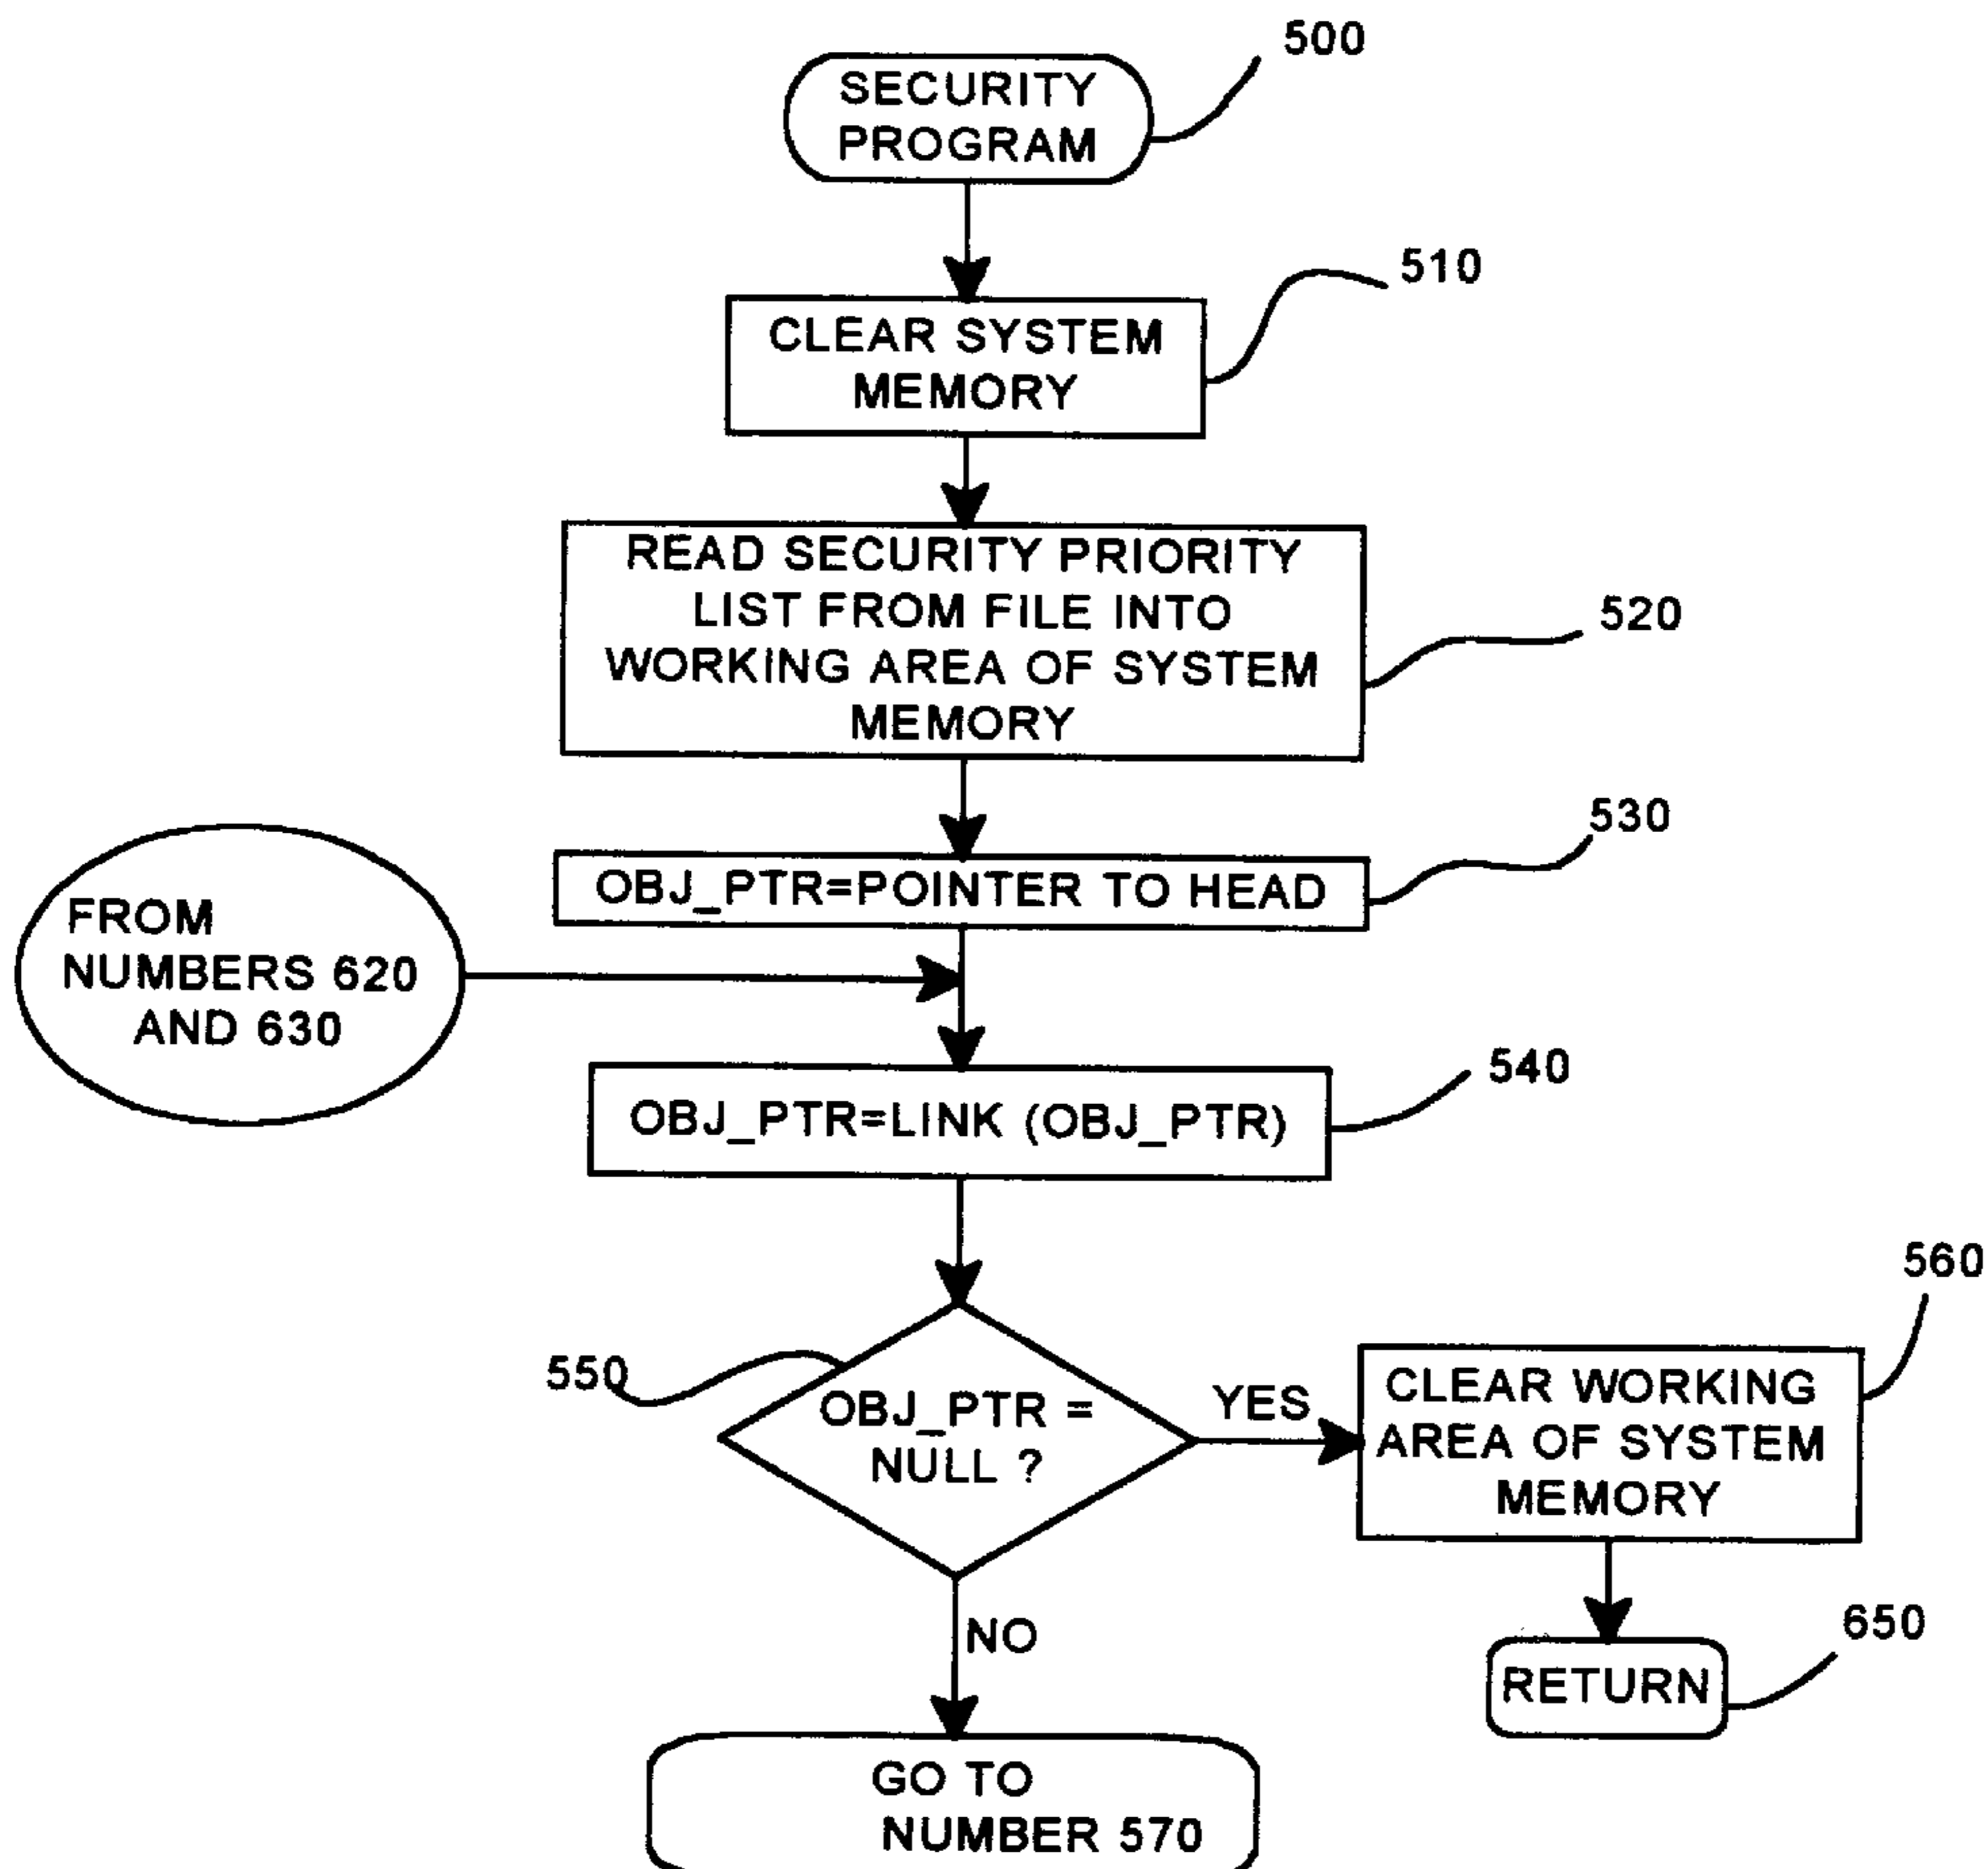 500
SECURITY
PROGRAM
510
CLEAR SYSTEM
MEMORY
READ SECURITY PRIORITY
LIST FROM FILE INTO
WORKING AREA OF SYSTEM
MEMORY
520
530
OBJ_PTR=POINTER TO HEAD
FROM
NUMBERS 620
AND 630
540
OBJ_PTR=LINK (OBJ_PTR)
550
OBJ_PTR =
NULL ?
YES
560
CLEAR WORKING
AREA OF SYSTEM
MEMORY
NO
650
RETURN
GO TO
NUMBER 570